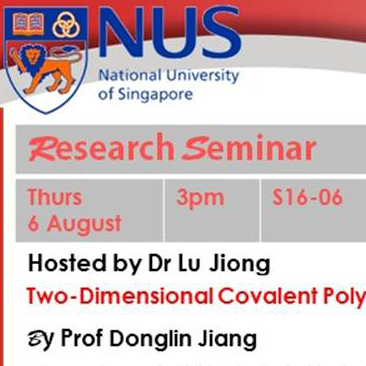 NUS
National University
of Singapore
Research Seminar
Thurs 3pm S16-06
6 August
Hosted by Dr Lu Jiong
Two-Dimensional Covalent Poly
By Prof Donglin Jiang